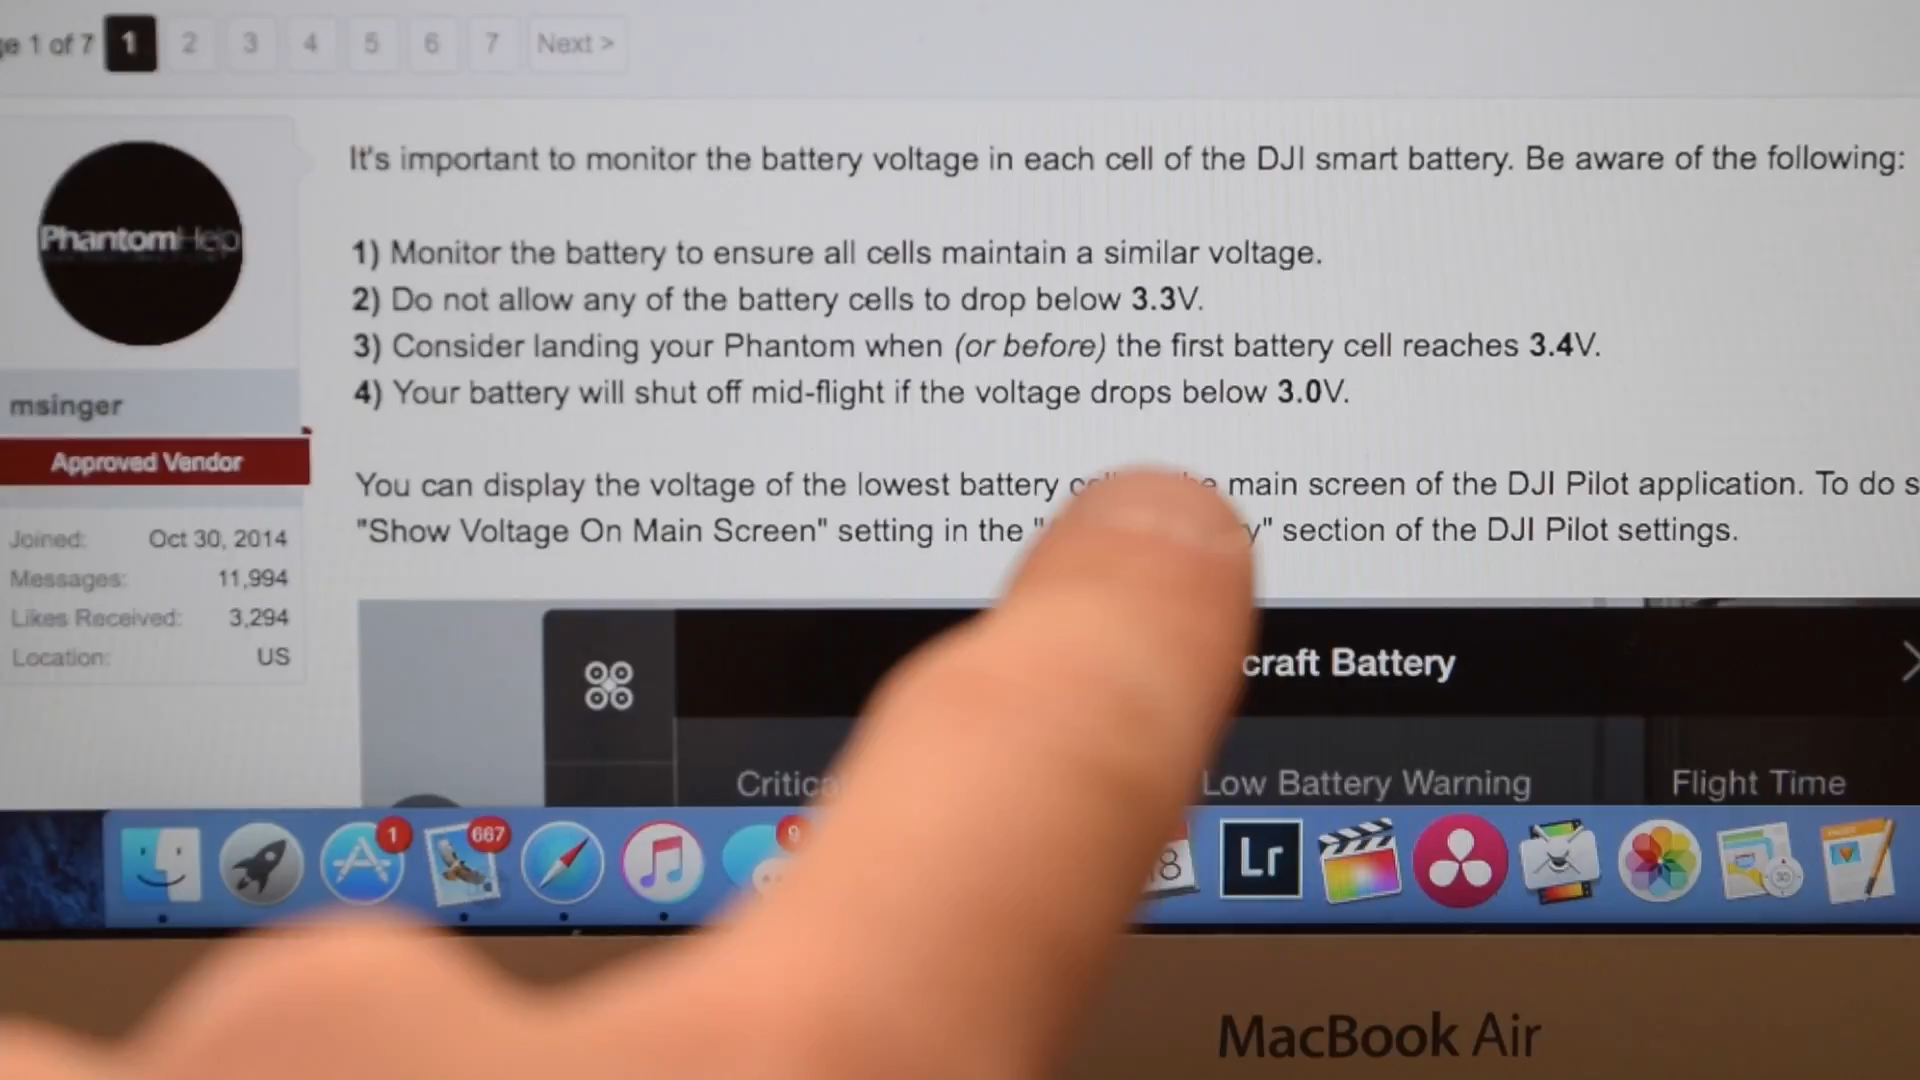 1 of 7 1 2 3 4 5 6 7 Next >
PhantomHelp
msinger
Approved Vendor
Joined: Oct 30, 2014
Messages: 11,994
Likes Received: 3,294
Location: US
It's important to monitor the battery voltage in each cell of the DJI smart battery. Be aware of the following:
1) Monitor the battery to ensure all cells maintain a similar voltage.
2) Do not allow any of the battery cells to drop below 3.3V.
3) Consider landing your Phantom when (or before) the first battery cell reaches 3.4V.
4) Your battery will shut off mid-flight if the voltage drops below 3.0V.
You can display the voltage of the lowest battery main screen of the DJI Pilot application. To do
"Show Voltage On Main Screen" setting in the " " section of the DJI Pilot settings.
craft Battery
Low Battery Warning
Flight Time
1
667
9
Lr
30
MacBook Air